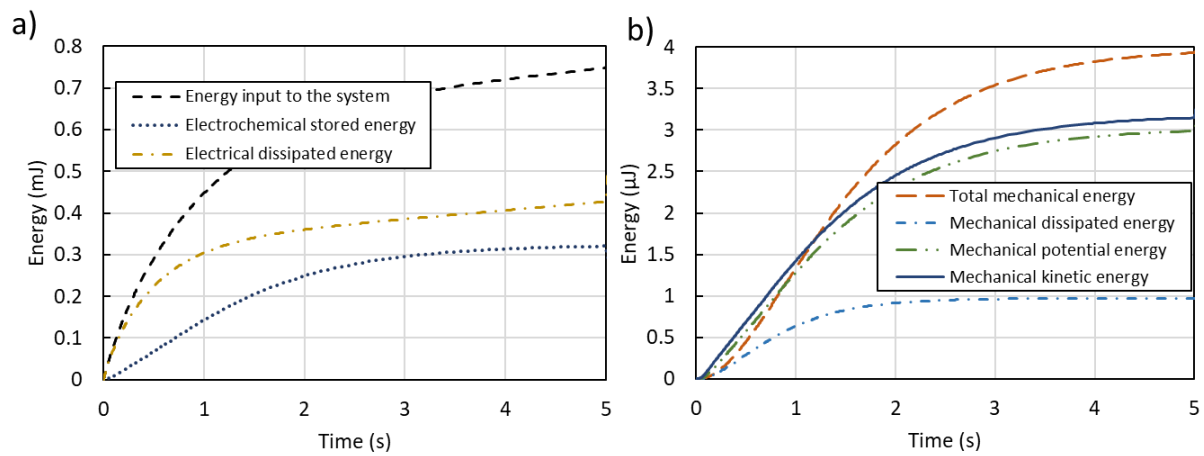 a)
Energy (mJ)
0.8
0.7
0.6
0.5
0.4
0.3
0.2
0.1
0
Energy input to the system
Electrochemical stored energy
Electrical dissipated energy
0 1 2 3 4 5
Time (s)
b)
Energy (µJ)
4
3.5
3
2.5
2
1.5
1
0.5
0
Total mechanical energy
Mechanical dissipated energy
Mechanical potential energy
Mechanical kinetic energy
0 1 2 3 4 5
Time (s)